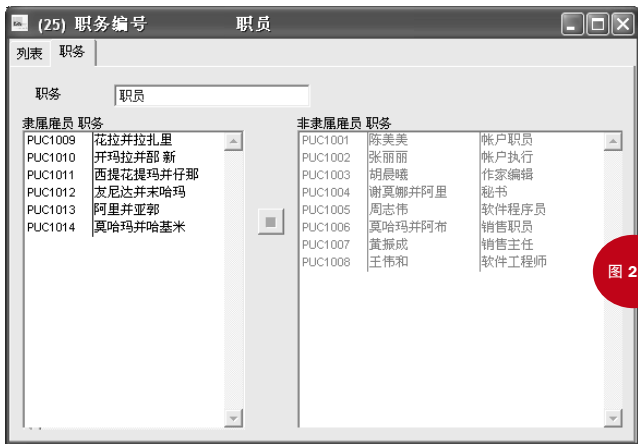 (25) 职务编号 职员
列表 职务
职务 职员
隶属雇员 职务
PUC1009 花拉并拉扎里
PUC1010 开玛拉并部 新
PUC1011 西提花提玛并仔那
PUC1012 友尼达并末哈玛
PUC1013 阿里并亚郭
PUC1014 莫哈玛并哈基米
非隶属雇员 职务
PUC1001 陈美美 帐户职员
PUC1002 张丽丽 帐户执行
PUC1003 胡晨曦 作家编辑
PUC1004 谢莫娜并阿里 秘书
PUC1005 周志伟 软件程序员
PUC1006 莫哈玛并阿布 销售职员
PUC1007 黄振成 销售主任
PUC1008 王伟和 软件工程师
图 2